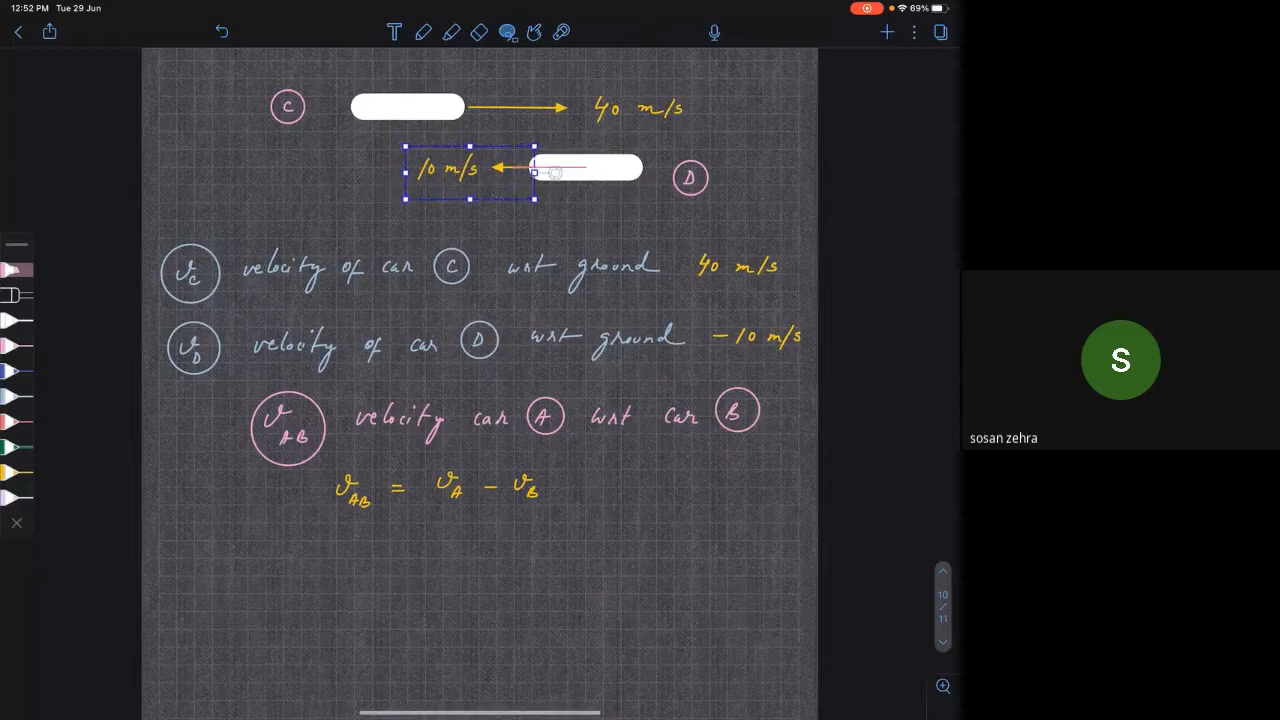 12:52 PM Tue 29 Jun
69%
C 40 m/s
10 m/s D
v_C velocity of car C wrt ground 40 m/s
v_D velocity of car D wrt ground -10 m/s
v_AB velocity car A wrt car B
v_AB = v_A - v_B
10
/
11
S
sosan zehra